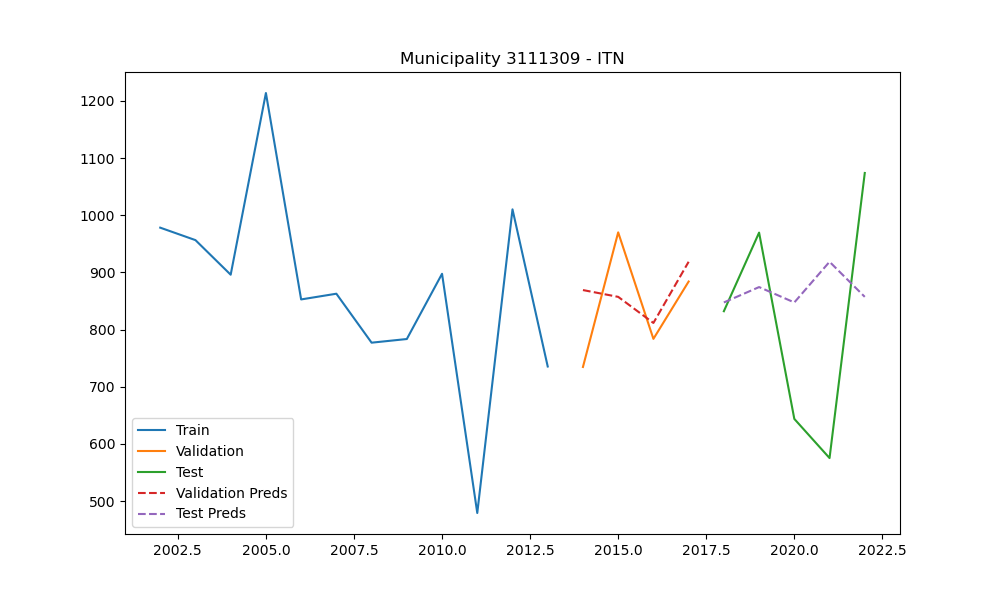 Municipality 3111309 - ITN
1200
1100
1000
900
800
700
600
500
Train
Validation
Test
Validation Preds
Test Preds
2002.5 2005.0 2007.5 2010.0 2012.5 2015.0 2017.5 2020.0 2022.5